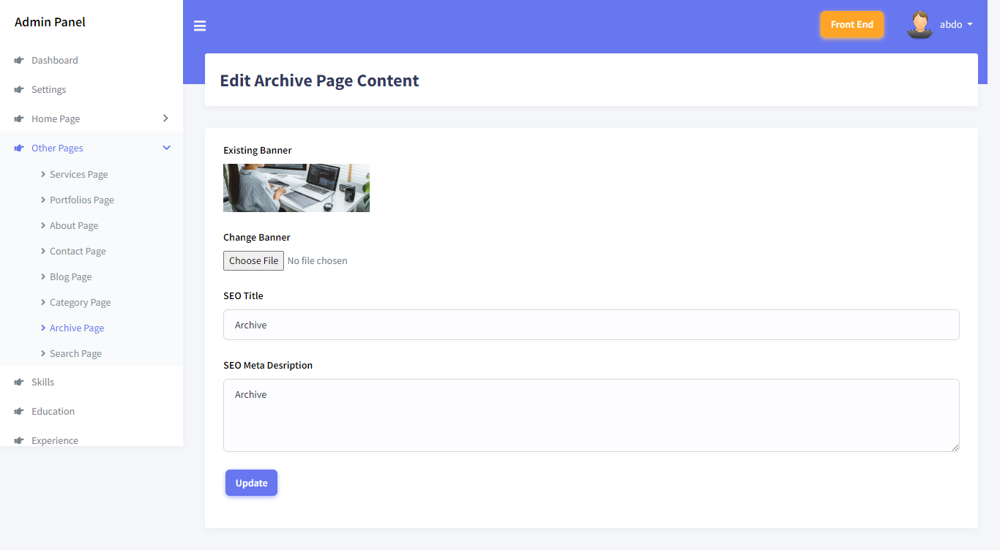 Admin Panel
Front End
abdo
Dashboard
Settings
Home Page
Other Pages
Services Page
Portfolios Page
About Page
Contact Page
Blog Page
Category Page
Archive Page
Search Page
Skills
Education
Experience
Edit Archive Page Content
Existing Banner
Change Banner
Choose File No file chosen
SEO Title
Archive
SEO Meta Desription
Archive
Update